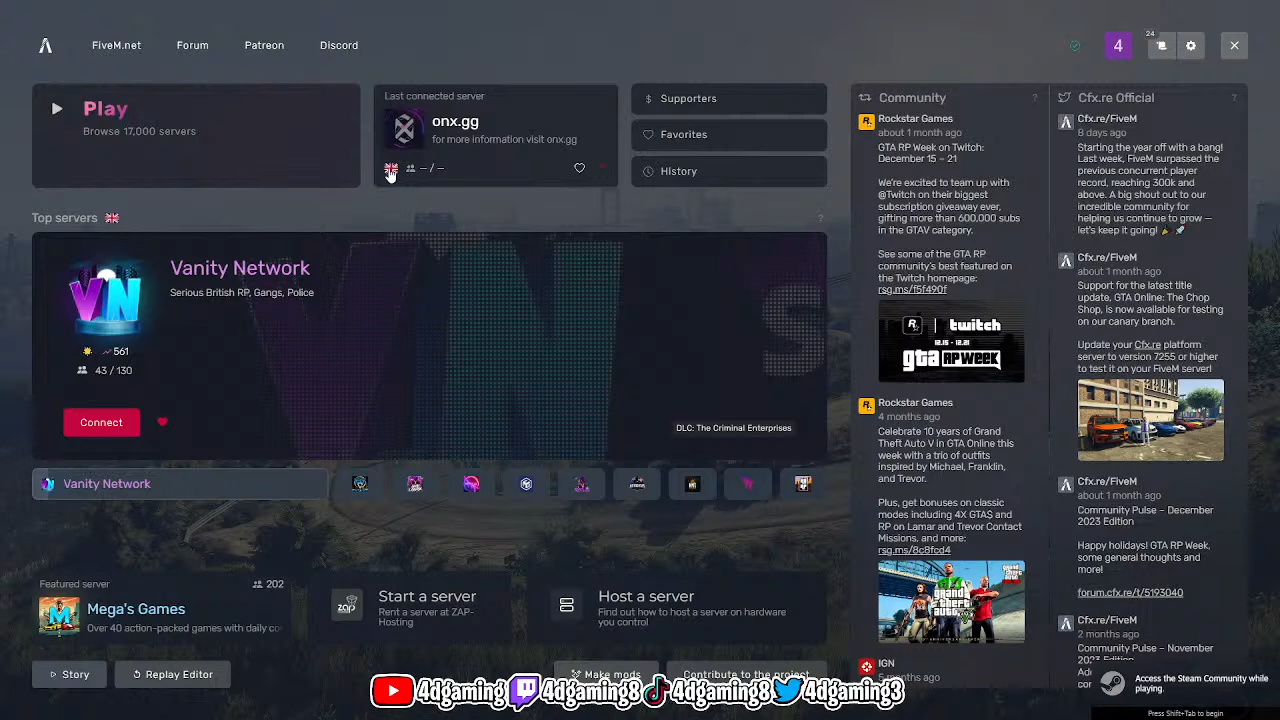 FiveM.net
Forum
Patreon
Discord
4
24
Play
Browse 17,000 servers
Last connected server
onx.gg
for more information visit onx.gg
– / –
Supporters
Favorites
History
Top servers
?
VN
S
Vanity Network
Serious British RP, Gangs, Police
561
43 / 130
Connect
DLC: The Criminal Enterprises
Vanity Network
Featured server
202
Mega's Games
Over 40 action-packed games with daily co
ZAP
Start a server
Rent a server at ZAP-
Hosting
Host a server
Find out how to host a server on hardware
you control
Story
Replay Editor
Make mods
Contribute to the project
Community
?
Rockstar Games
about 1 month ago
GTA RP Week on Twitch:
December 15 – 21
We're excited to team up with
@Twitch on their biggest
subscription giveaway ever,
gifting more than 600,000 subs
in the GTAV category.
See some of the GTA RP
community's best featured on
the Twitch homepage:
rsg.ms/f5f490f
R* | twitch
12.15 - 12.21
gta RP WEEK
Rockstar Games
4 months ago
Celebrate 10 years of Grand
Theft Auto V in GTA Online this
week with a trio of outfits
inspired by Michael, Franklin,
and Trevor.
Plus, get bonuses on classic
modes including 4X GTA$ and
RP on Lamar and Trevor Contact
Missions, and more:
rsg.ms/8c8fcd4
IGN
5 months ago
Cfx.re Official
?
Cfx.re/FiveM
8 days ago
Starting the year off with a bang!
Last week, FiveM surpassed the
previous concurrent player
record, reaching 300k and
above. A big shout out to our
incredible community for
helping us continue to grow —
let's keep it going! 🎉 🚀
Cfx.re/FiveM
about 1 month ago
Support for the latest title
update, GTA Online: The Chop
Shop, is now available for testing
on our canary branch.
Update your Cfx.re platform
server to version 7255 or higher
to test it on your FiveM server!
Cfx.re/FiveM
about 1 month ago
Community Pulse – December
2023 Edition
Happy holidays! GTA RP Week,
some general thoughts and
more!
forum.cfx.re/t/5193040
Cfx.re/FiveM
2 months ago
Community Pulse – November
2023 Edition
Access the Steam Community while
playing.
Press Shift+Tab to begin
4dgaming
4dgaming8
4dgaming8
4dgaming3